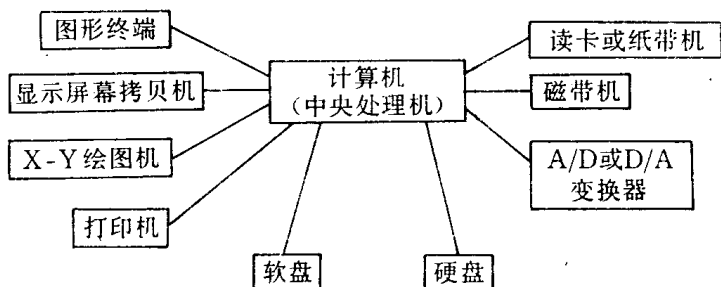 图形终端
显示屏幕拷贝机
X-Y绘图机
打印机
计算机
（中央处理机）
软盘
硬盘
读卡或纸带机
磁带机
A/D或D/A
变换器